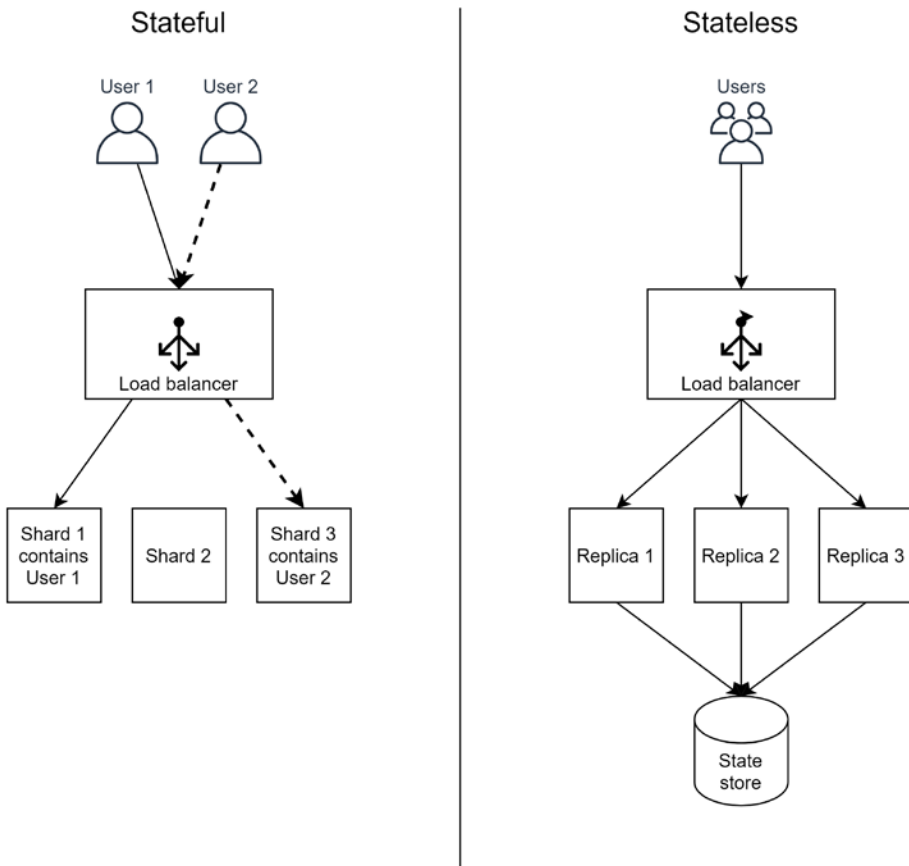 Stateful
Stateless
User 1
User 2
Users
Load balancer
Load balancer
Shard 1
contains
User 1
Shard 2
Shard 3
contains
User 2
Replica 1
Replica 2
Replica 3
State
store